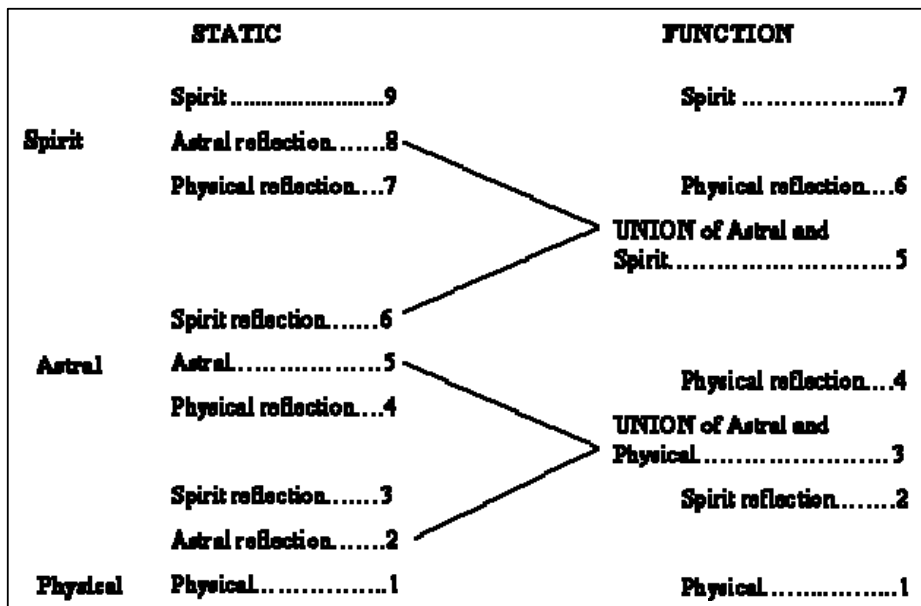 STATIC FUNCTION
Spirit ..........................9 Spirit ......................7
Spirit Astral reflection.......8
Physical reflection....7 Physical reflection....6
UNION of Astral and
Spirit.............................5
Spirit reflection.......6
Astral.....................5
Astral Physical reflection....4
Physical reflection...4 UNION of Astral and
Physical.........................3
Spirit reflection.......3 Spirit reflection.......2
Astral reflection.......2
Physical Physical..................1 Physical...................1